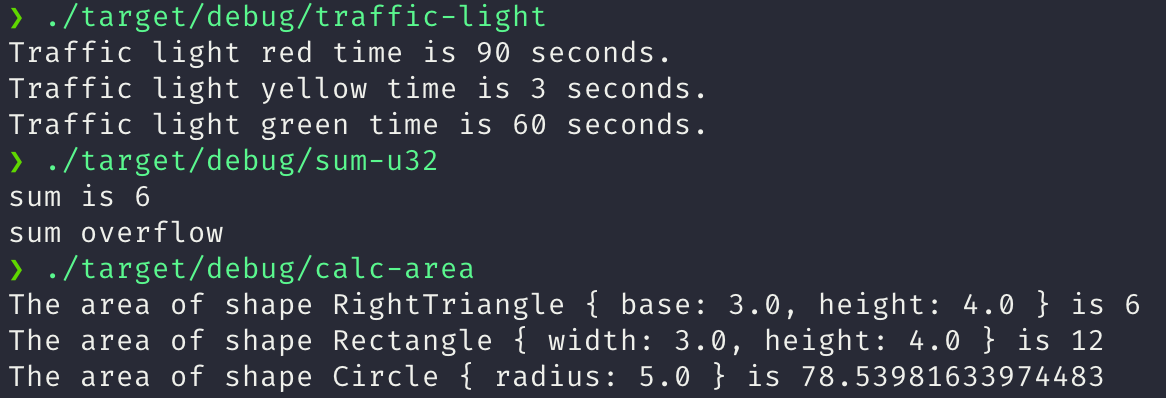 ❯ ./target/debug/traffic-light
Traffic light red time is 90 seconds.
Traffic light yellow time is 3 seconds.
Traffic light green time is 60 seconds.
❯ ./target/debug/sum-u32
sum is 6
sum overflow
❯ ./target/debug/calc-area
The area of shape RightTriangle { base: 3.0, height: 4.0 } is 6
The area of shape Rectangle { width: 3.0, height: 4.0 } is 12
The area of shape Circle { radius: 5.0 } is 78.53981633974483